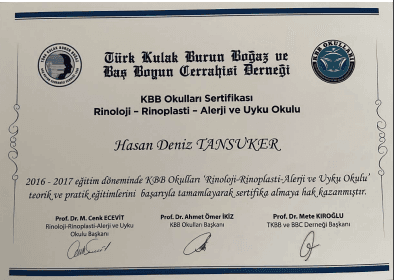 Türk Kulak Burun Boğaz ve
Baş Boyun Cerrahisi Derneği
KBB OKULLARI
KBB Okulları Sertifikası
Rinoloji - Rinoplasti - Alerji ve Uyku Okulu
Hasan Deniz TANSUKER
2016 - 2017 eğitim döneminde KBB Okulları 'Rinoloji-Rinoplasti-Alerji ve Uyku Okulu'
teorik ve pratik eğitimlerini başarıyla tamamlayarak sertifika almaya hak kazanmıştır.
Prof. Dr. M. Cenk ECEVİT
Rinoloji-Rinoplasti-Alerji ve Uyku
Okulu Başkanı
Prof. Dr. Ahmet Ömer İKİZ
KBB Okulları Başkanı
Prof. Dr. Mete KIROĞLU
TKBB ve BBC Derneği Başkanı